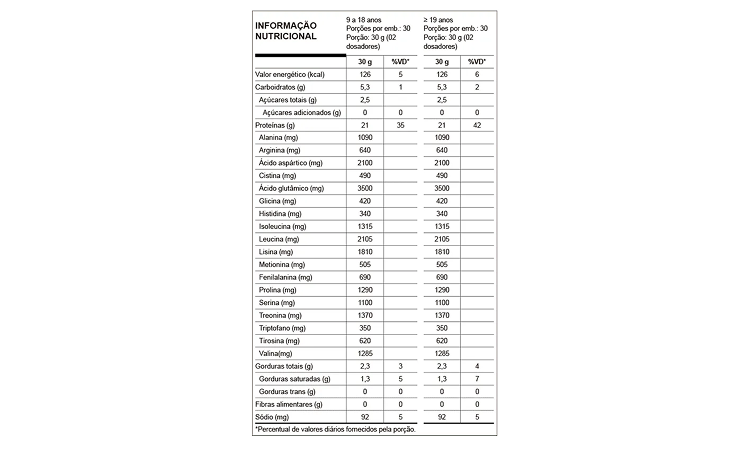 INFORMAÇÃO NUTRICIONAL
9 a 18 anos
Porções por emb.: 30
Porção: 30 g (02 dosadores)
≥ 19 anos
Porções por emb.: 30
Porção: 30 g (02 dosadores)
30 g %VD* 30 g %VD*
Valor energético (kcal) 126 5 126 6
Carboidratos (g) 5,3 1 5,3 2
Açúcares totais (g) 2,5 2,5
Açúcares adicionados (g) 0 0 0 0
Proteínas (g) 21 35 21 42
Alanina (mg) 1090 1090
Arginina (mg) 640 640
Ácido aspártico (mg) 2100 2100
Cistina (mg) 490 490
Ácido glutâmico (mg) 3500 3500
Glicina (mg) 420 420
Histidina (mg) 340 340
Isoleucina (mg) 1315 1315
Leucina (mg) 2105 2105
Lisina (mg) 1810 1810
Metionina (mg) 505 505
Fenilalanina (mg) 690 690
Prolina (mg) 1290 1290
Serina (mg) 1100 1100
Treonina (mg) 1370 1370
Triptofano (mg) 350 350
Tirosina (mg) 620 620
Valina(mg) 1285 1285
Gorduras totais (g) 2,3 3 2,3 4
Gorduras saturadas (g) 1,3 5 1,3 7
Gorduras trans (g) 0 0 0 0
Fibras alimentares (g) 0 0 0 0
Sódio (mg) 92 5 92 5
*Percentual de valores diários fornecidos pela porção.